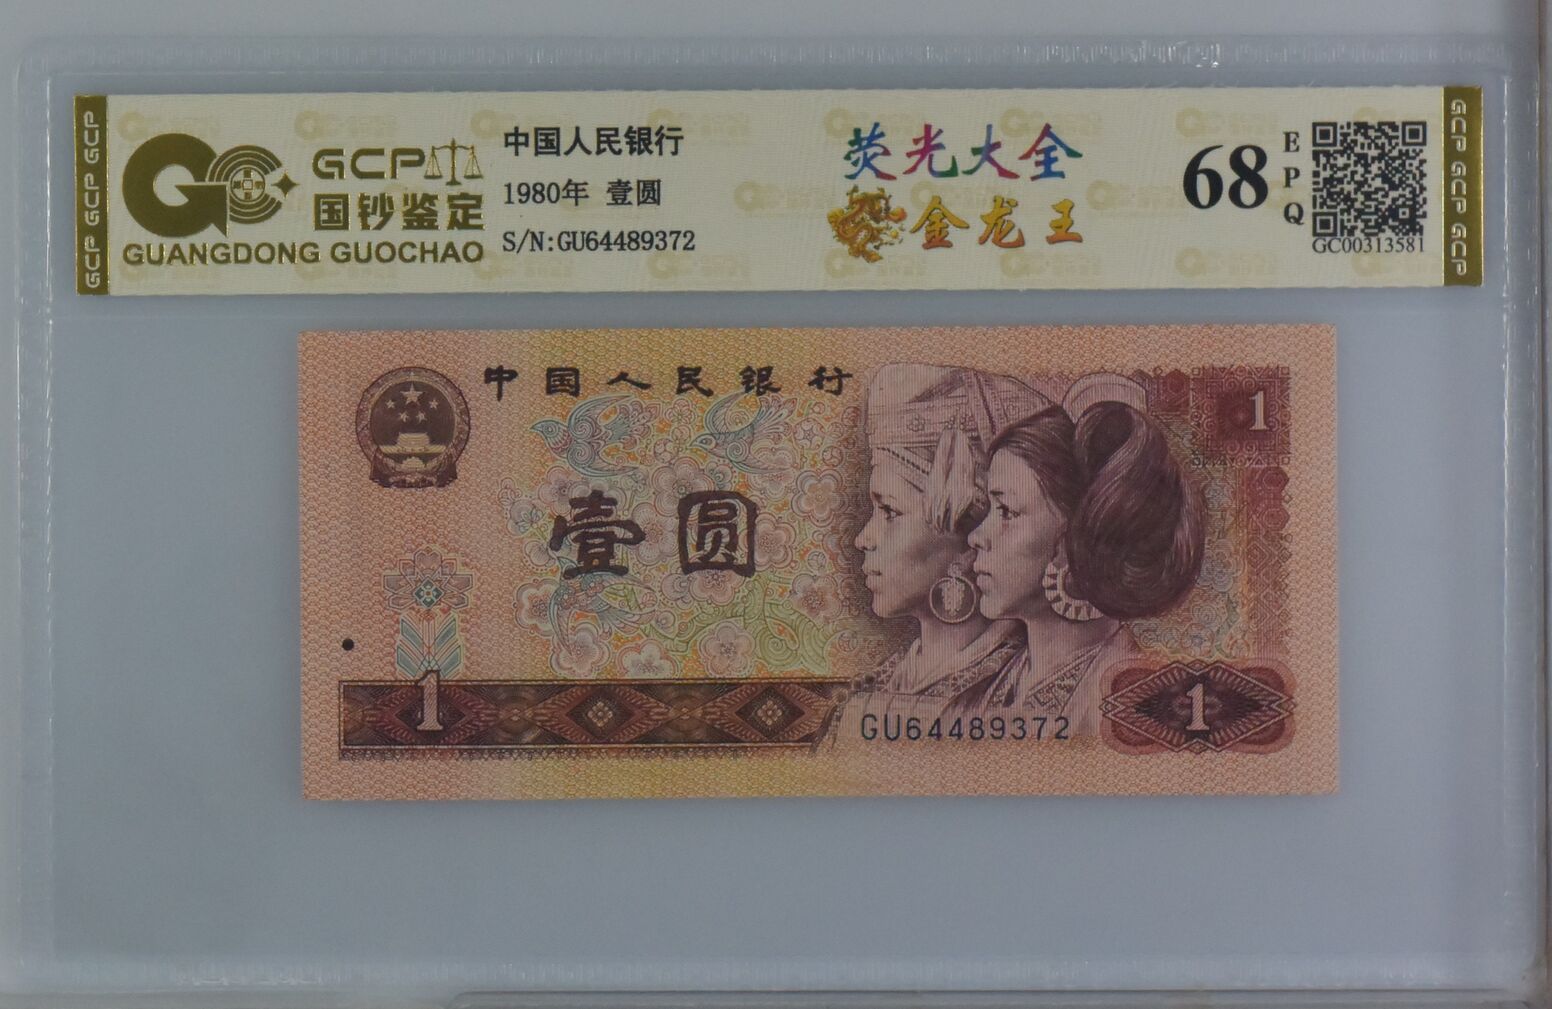 GCP GCP GCP
GCP
国钞鉴定
GUANGDONG GUOCHAO
中国人民银行
1980年 壹圆
S/N:GU64489372
荧光大全
金龙王
68
EPQ
GC00313581
GCP GCP GCP
中国人民银行
1
壹圆
1
GU64489372
1